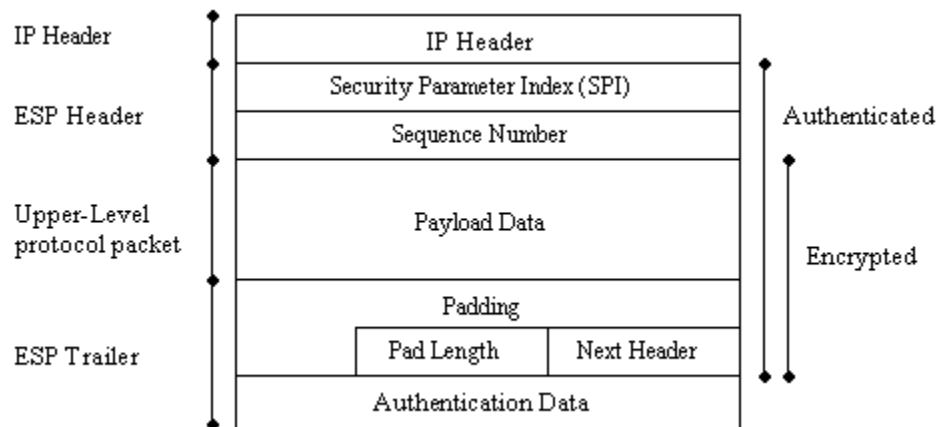 IP Header
IP Header
Security Parameter Index (SPI)
ESP Header
Sequence Number
Authenticated
Upper-Level
protocol packet
Payload Data
Encrypted
Padding
ESP Trailer
Pad Length
Next Header
Authentication Data